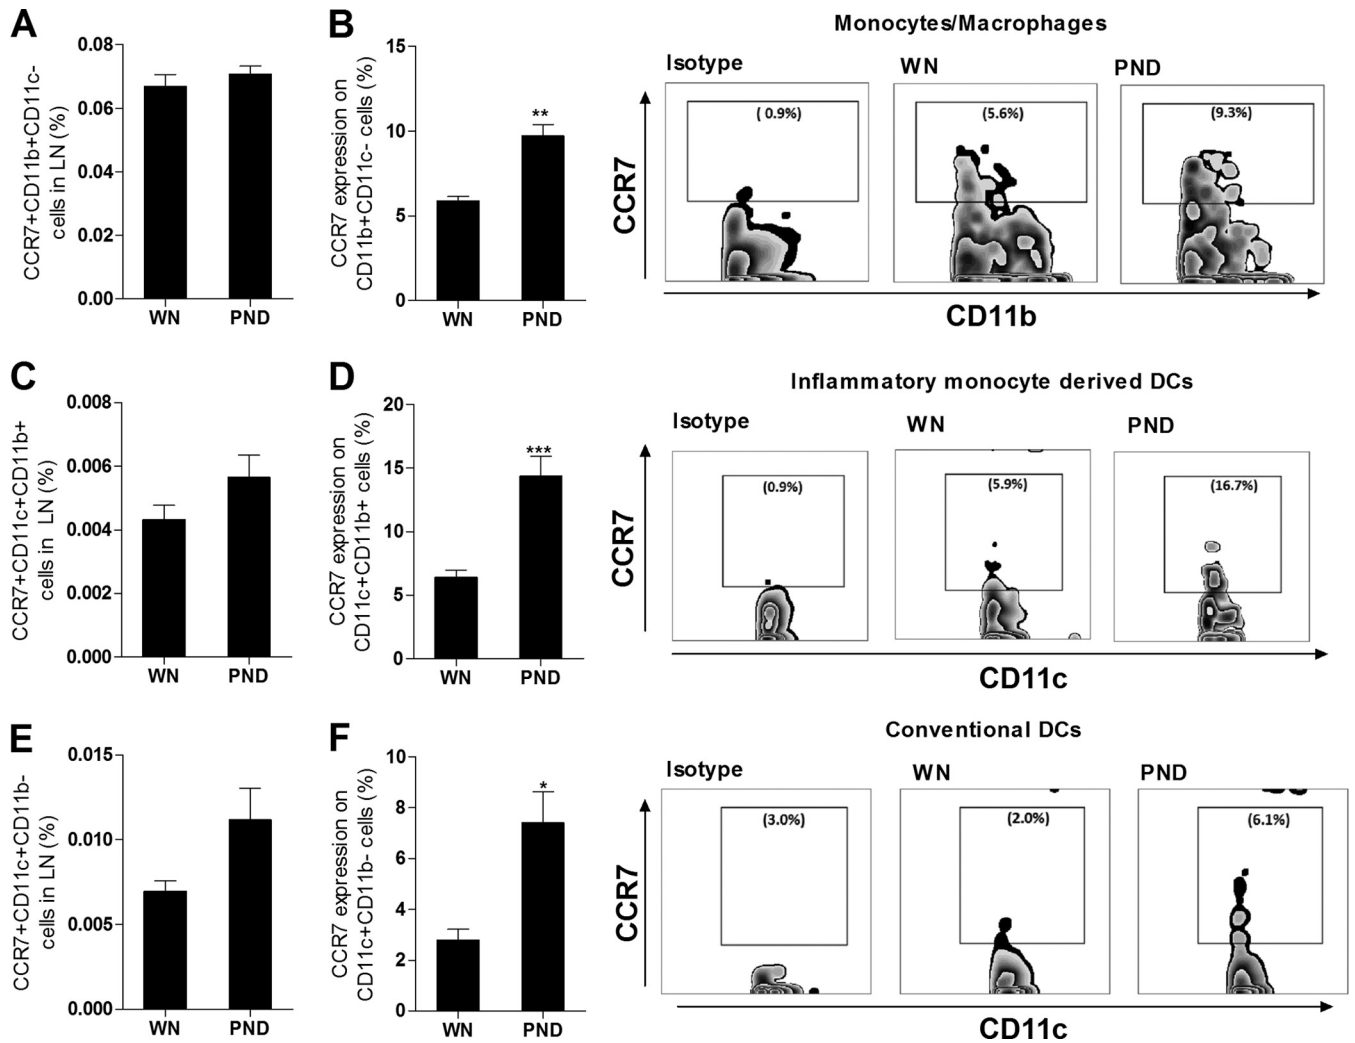 A
CCR7+CD11b+CD11c-
cells in LN (%)
0.08
0.06
0.04
0.02
0.00
WN PND
B
CCR7 expression on
CD11b+CD11c- cells (%)
15
10
5
0
**
WN PND
Monocytes/Macrophages
Isotype WN PND
( 0.9%) (5.6%) (9.3%)
CCR7
CD11b
C
CCR7+CD11c+CD11b+
cells in LN (%)
0.008
0.006
0.004
0.002
0.000
WN PND
D
CCR7 expression on
CD11c+CD11b+ cells (%)
20
15
10
5
0
***
WN PND
Inflammatory monocyte derived DCs
Isotype WN PND
(0.9%) (5.9%) (16.7%)
CCR7
CD11c
E
CCR7+CD11c+CD11b-
cells in LN (%)
0.015
0.010
0.005
0.000
WN PND
F
CCR7 expression on
CD11c+CD11b- cells (%)
10
8
6
4
2
0
*
WN PND
Conventional DCs
Isotype WN PND
(3.0%) (2.0%) (6.1%)
CCR7
CD11c